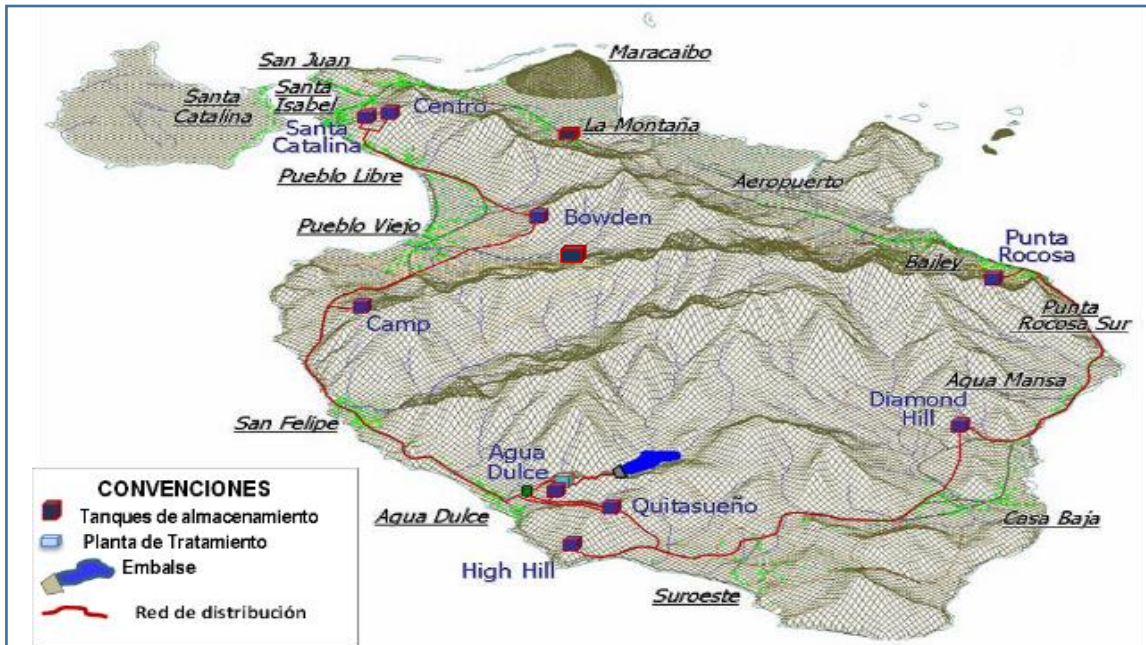 San Juan
Maracaibo
Santa
Isabel
Santa
Catalina
Centro
Santa
Catalina
La Montaña
Pueblo Libre
Aeropuerto
Pueblo Viejo
Bowden
Punta
Rocosa
Bailey
Camp
Punta
Rocosa Sur
Agua Mansa
Diamond
Hill
San Felipe
Agua
Dulce
Agua Dulce
Quitasueño
Casa Baja
High Hill
Suroeste
CONVENCIONES
Tanques de almacenamiento
Planta de Tratamiento
Embalse
Red de distribución